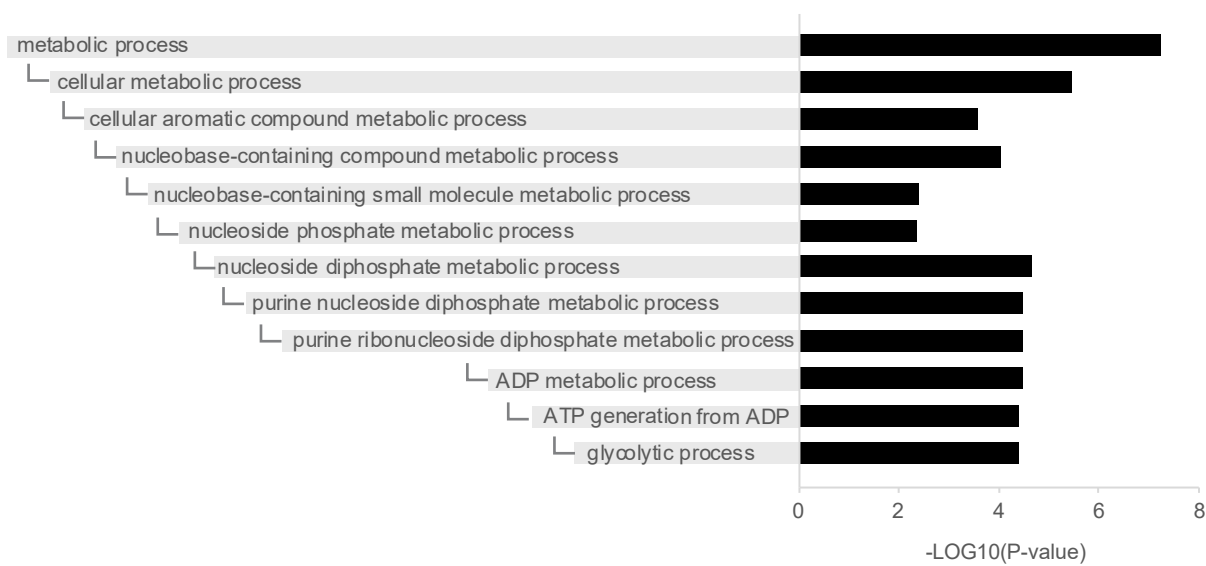 metabolic process
cellular metabolic process
cellular aromatic compound metabolic process
nucleobase-containing compound metabolic process
nucleobase-containing small molecule metabolic process
nucleoside phosphate metabolic process
nucleoside diphosphate metabolic process
purine nucleoside diphosphate metabolic process
purine ribonucleoside diphosphate metabolic process
ADP metabolic process
ATP generation from ADP
glycolytic process
0 2 4 6 8
-LOG10(P-value)